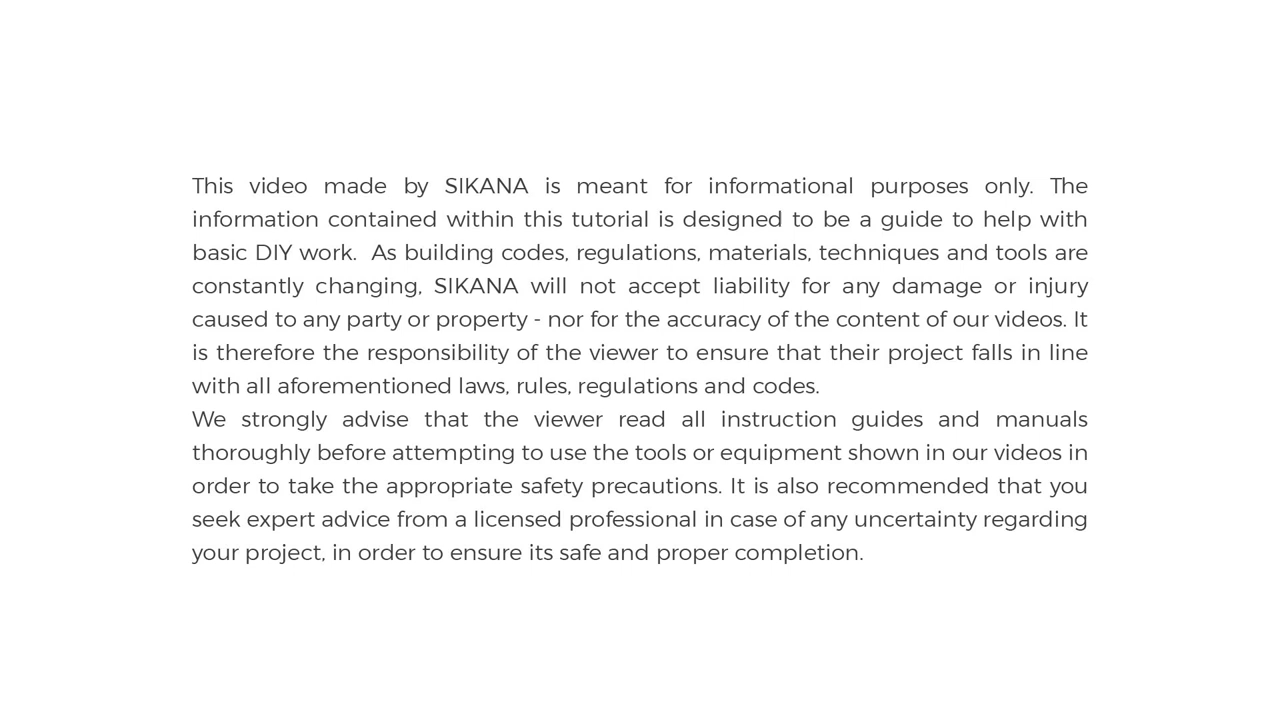 This video made by SIKANA is meant for informational purposes only. The
information contained within this tutorial is designed to be a guide to help with
basic DIY work.  As building codes, regulations, materials, techniques and tools are
constantly changing, SIKANA will not accept liability for any damage or injury
caused to any party or property - nor for the accuracy of the content of our videos. It
is therefore the responsibility of the viewer to ensure that their project falls in line
with all aforementioned laws, rules, regulations and codes.
We strongly advise that the viewer read all instruction guides and manuals
thoroughly before attempting to use the tools or equipment shown in our videos in
order to take the appropriate safety precautions. It is also recommended that you
seek expert advice from a licensed professional in case of any uncertainty regarding
your project, in order to ensure its safe and proper completion.